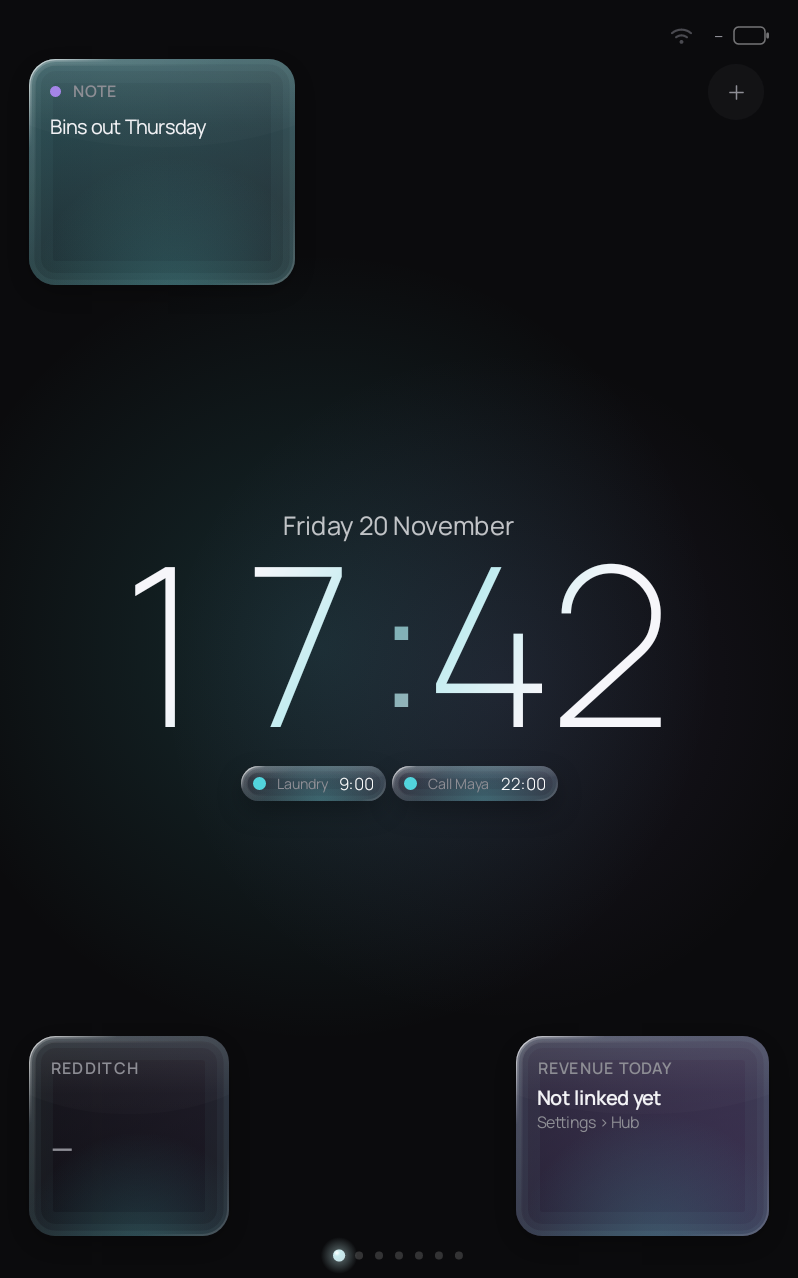 –
NOTE
Bins out Thursday
+
Friday 20 November
17:42
Laundry 9:00
Call Maya 22:00
REDDITCH
—
REVENUE TODAY
Not linked yet
Settings › Hub